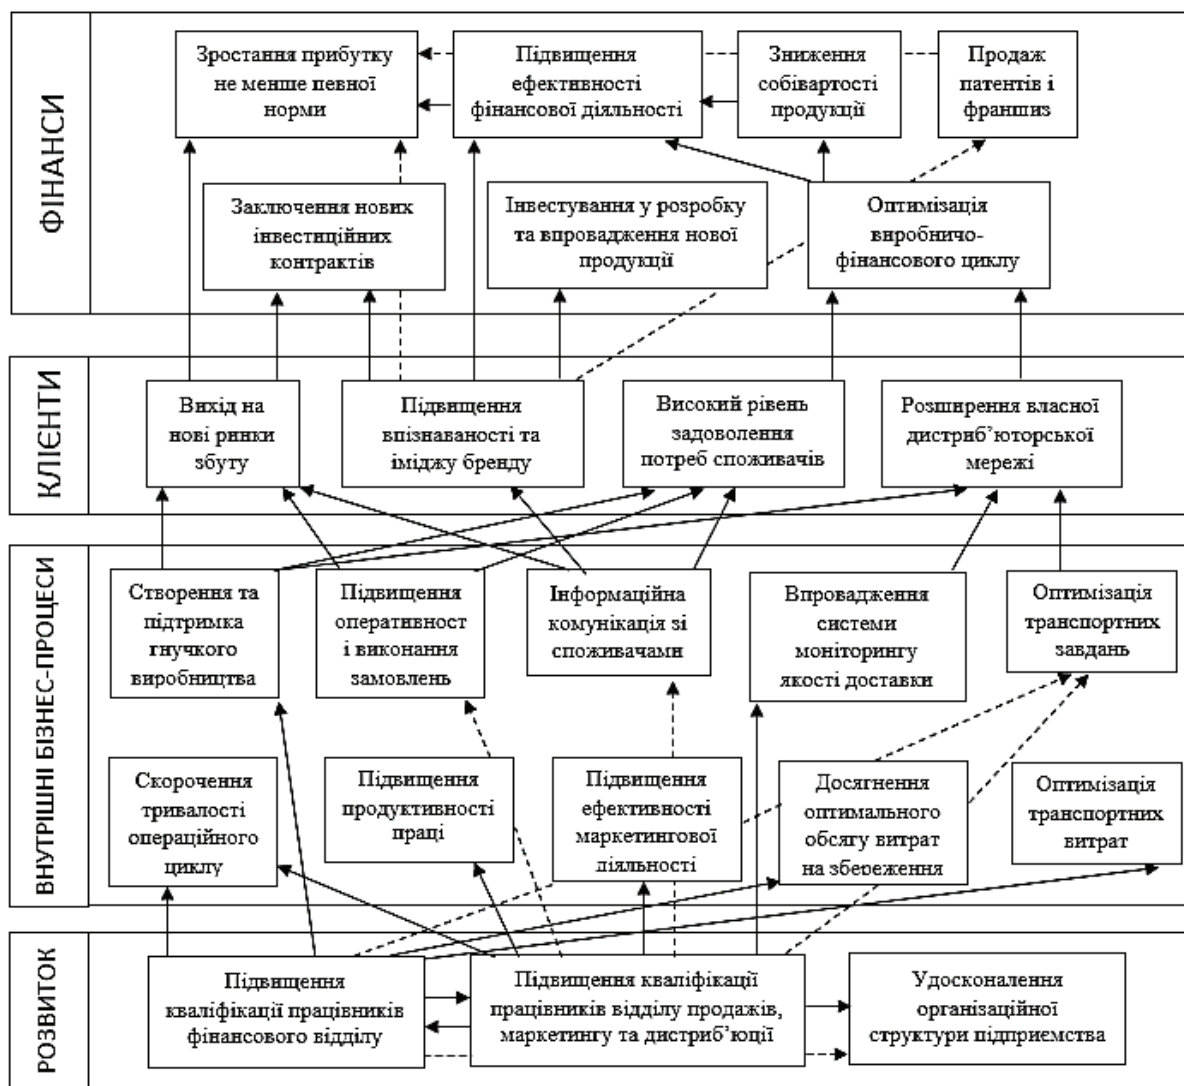 ФІНАНСИ
Зростання прибутку
не менше певної
норми
Підвищення
ефективності
фінансової діяльності
Зниження
собівартості
продукції
Продаж
патентів і
франшиз
Заключення нових
інвестиційних
контрактів
Інвестування у розробку
та впровадження нової
продукції
Оптимізація
виробничо-
фінансового циклу
КЛІЄНТИ
Вихід на
нові ринки
збуту
Підвищення
впізнаваності та
іміджу бренду
Високий рівень
задоволення
потреб споживачів
Розширення власної
дистриб’юторської
мережі
ВНУТРІШНІ БІЗНЕС-ПРОЦЕСИ
Створення та
підтримка
гнучкого
виробництва
Підвищення
оперативност
і виконання
замовлень
Інформаційна
комунікація зі
споживачами
Впровадження
системи
моніторингу
якості доставки
Оптимізація
транспортних
завдань
Скорочення
тривалості
операційного
циклу
Підвищення
продуктивності
праці
Підвищення
ефективності
маркетингової
діяльності
Досягнення
оптимального
обсягу витрат
на збереження
Оптимізація
транспортних
витрат
РОЗВИТОК
Підвищення
кваліфікації працівників
фінансового відділу
Підвищення кваліфікації
працівників відділу продажів,
маркетингу та дистриб’юції
Удосконалення
організаційної
структури підприємства